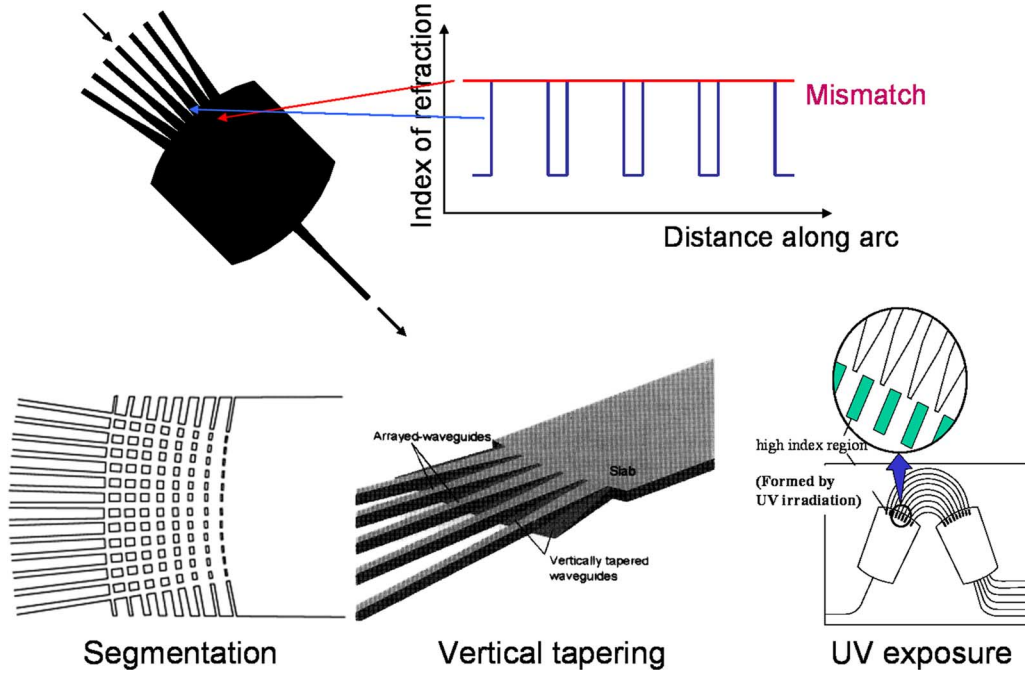 Index of refraction
Mismatch
Distance along arc
Arrayed-waveguides
Slab
Vertically tapered
waveguides
high index region
(Formed by
UV irradiation)
Segmentation
Vertical tapering
UV exposure